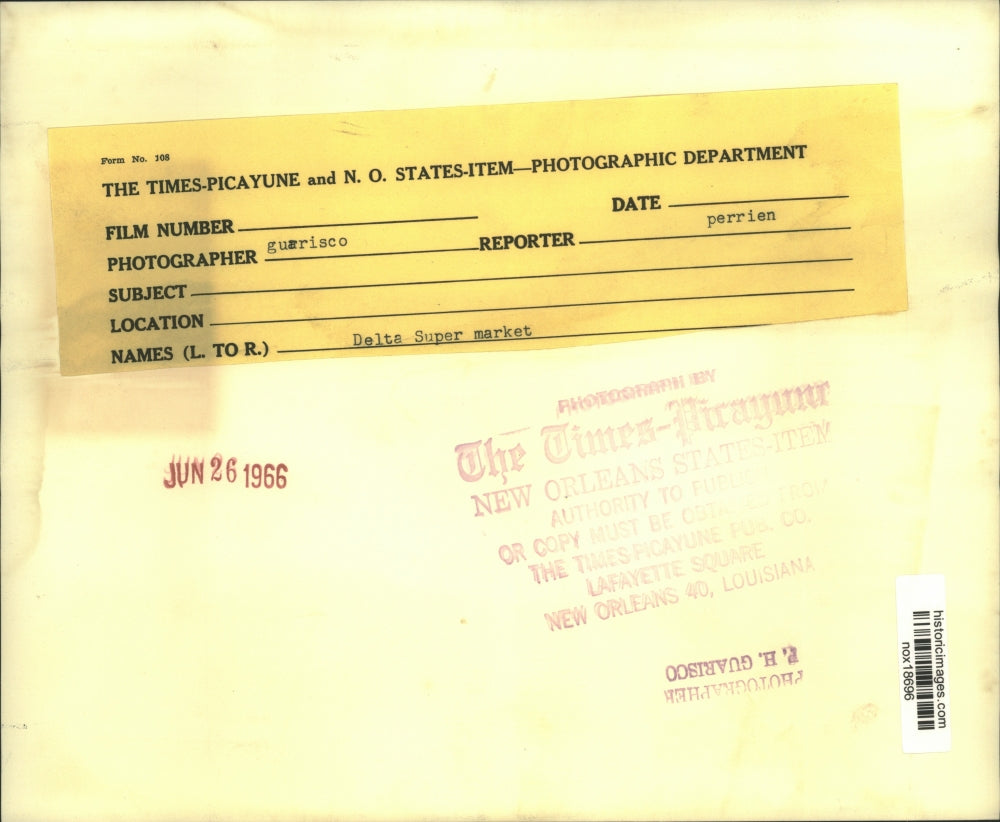 Form No. 108
THE TIMES-PICAYUNE and N. O. STATES-ITEM—PHOTOGRAPHIC DEPARTMENT
FILM NUMBER
DATE
PHOTOGRAPHER guarisco REPORTER perrien
SUBJECT
LOCATION
NAMES (L. TO R.) Delta Super market
JUN 26 1966
PHOTOGRAPH BY
The Times-Picayune
NEW ORLEANS STATES-ITEM
AUTHORITY TO PUBLISH
OR COPY MUST BE OBTAINED FROM
THE TIMES-PICAYUNE PUB. CO.
LAFAYETTE SQUARE
NEW ORLEANS 40, LOUISIANA
PHOTOGRAPHER
P. H. GUARISCO
historicimages.com
nox18696